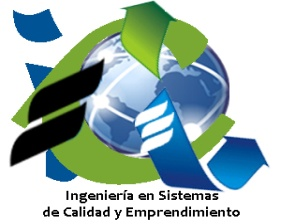 Ingeniería en Sistemas
de Calidad y Emprendimiento